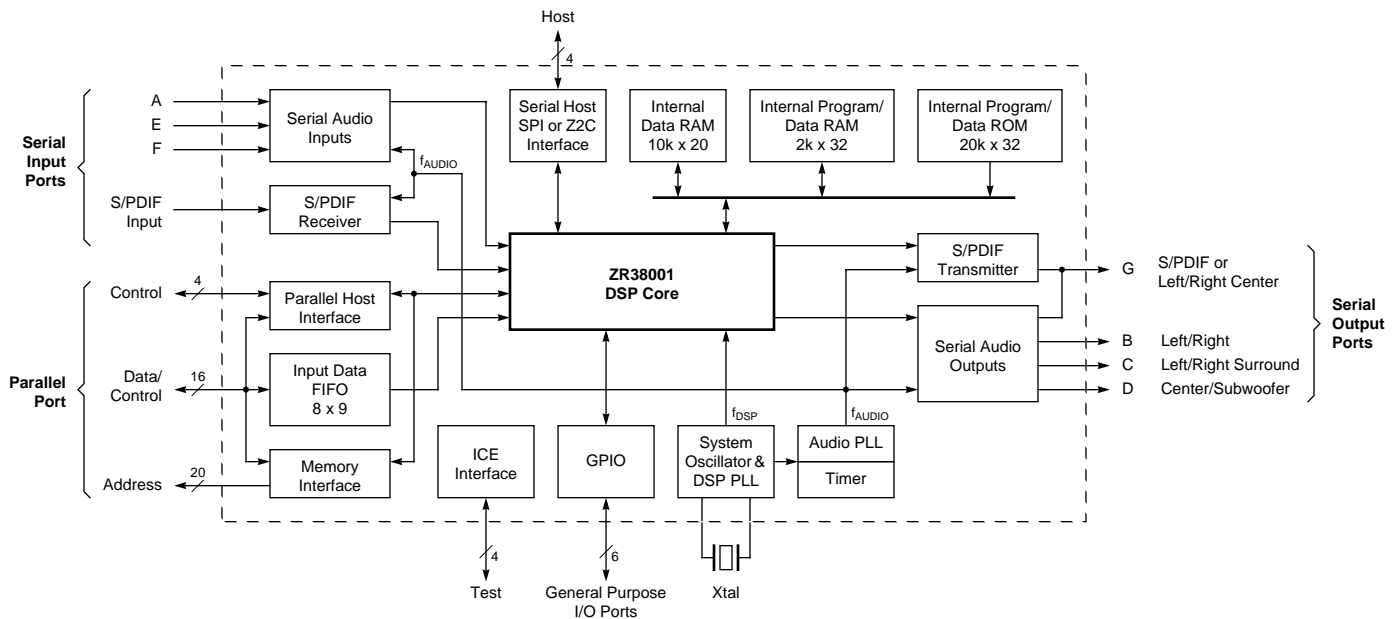 Host
4
Serial
Input
Ports
A
E
F
S/PDIF
Input
Serial Audio
Inputs
fAUDIO
S/PDIF
Receiver
Serial Host
SPI or Z2C
Interface
Internal
Data RAM
10k x 20
Internal Program/
Data RAM
2k x 32
Internal Program/
Data ROM
20k x 32
ZR38001
DSP Core
S/PDIF
Transmitter
G
S/PDIF or
Left/Right Center
Serial
Output
Ports
Serial Audio
Outputs
B Left/Right
C Left/Right Surround
D Center/Subwoofer
Parallel
Port
Control
4
Parallel Host
Interface
Data/
Control
16
Input Data
FIFO
8 x 9
Address
20
Memory
Interface
ICE
Interface
4
Test
GPIO
6
General Purpose
I/O Ports
fDSP
System
Oscillator &
DSP PLL
Xtal
fAUDIO
Audio PLL
Timer